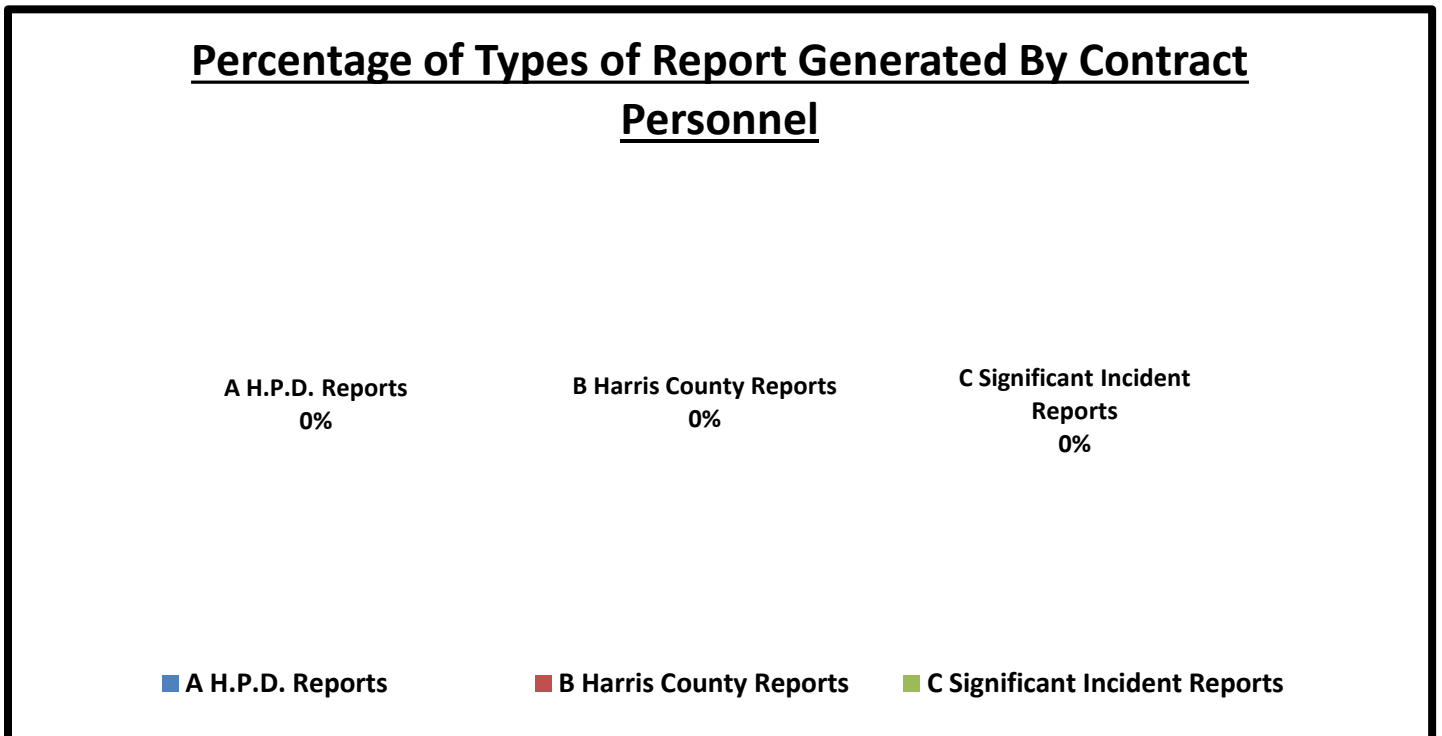 Percentage of Types of Report Generated By Contract
Personnel
A H.P.D. Reports
0%
B Harris County Reports
0%
C Significant Incident
Reports
0%
A H.P.D. Reports
B Harris County Reports
C Significant Incident Reports